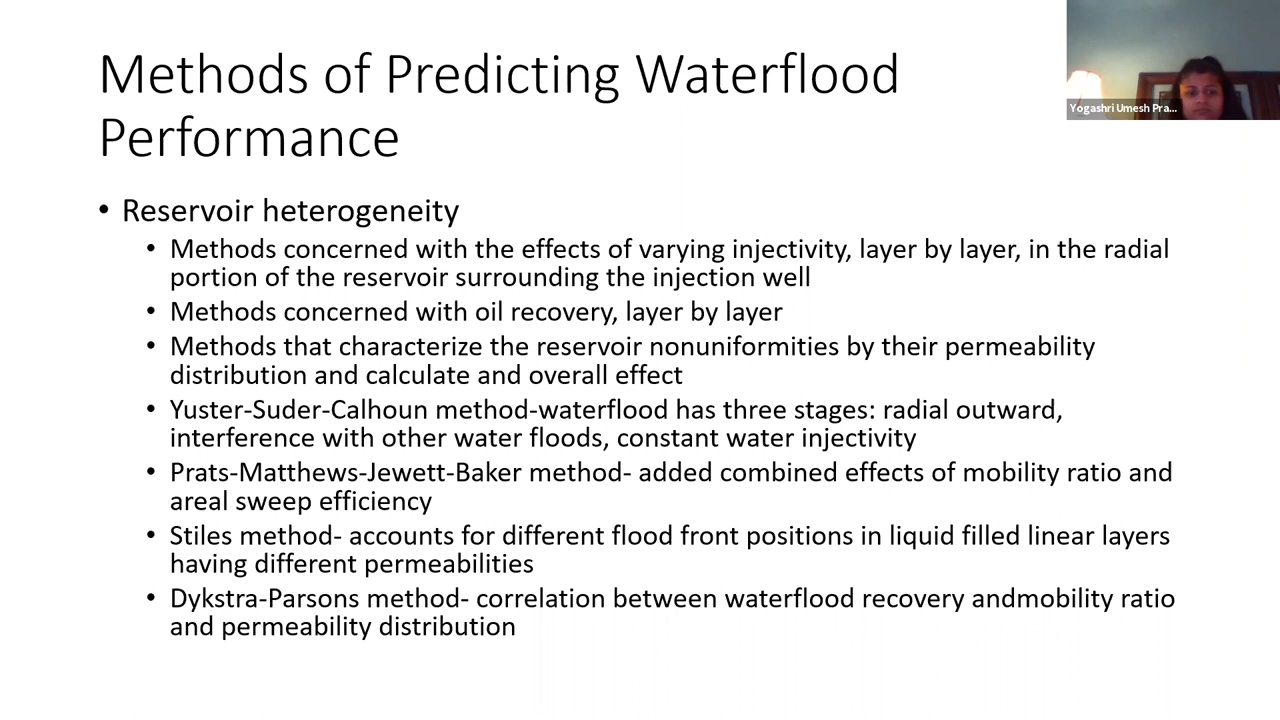 Methods of Predicting Waterflood
Performance
Yogashri Umesh Pra...
• Reservoir heterogeneity
• Methods concerned with the effects of varying injectivity, layer by layer, in the radial
portion of the reservoir surrounding the injection well
• Methods concerned with oil recovery, layer by layer
• Methods that characterize the reservoir nonuniformities by their permeability
distribution and calculate and overall effect
• Yuster-Suder-Calhoun method-waterflood has three stages: radial outward,
interference with other water floods, constant water injectivity
• Prats-Matthews-Jewett-Baker method- added combined effects of mobility ratio and
areal sweep efficiency
• Stiles method- accounts for different flood front positions in liquid filled linear layers
having different permeabilities
• Dykstra-Parsons method- correlation between waterflood recovery andmobility ratio
and permeability distribution